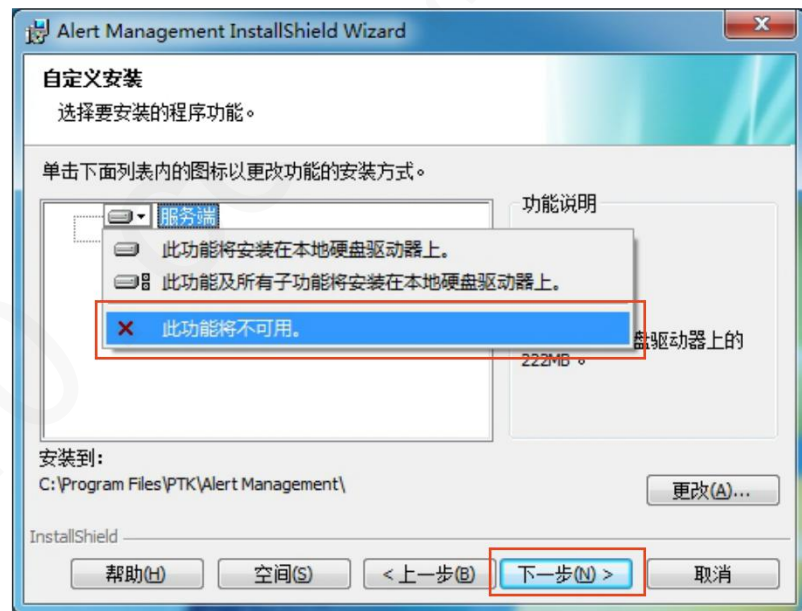 Alert Management InstallShield Wizard
自定义安装
选择要安装的程序功能。
单击下面列表内的图标以更改功能的安装方式。
服务端
功能说明
此功能将安装在本地硬盘驱动器上。
此功能及所有子功能将安装在本地硬盘驱动器上。
此功能将不可用。
盘驱动器上的
222MB。
安装到:
C:\Program Files\PTK\Alert Management\
更改(A)...
InstallShield
帮助(H)
空间(S)
<上一步(B)
下一步(N) >
取消